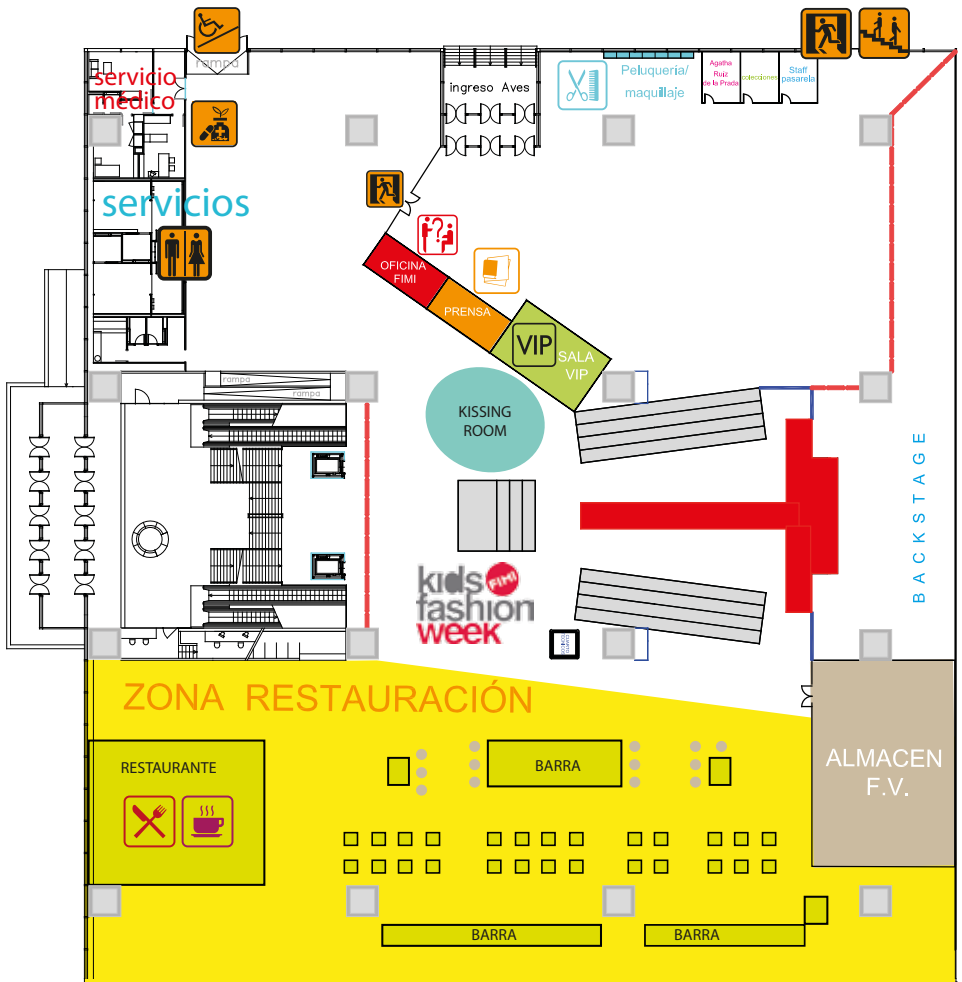 rampa
servicio
médico
ingreso Aves
Peluquería/
maquillaje
Agatha
Ruiz
de la Prada
colecciones
Staff
pasarela
servicios
OFICINA
FIMI
PRENSA
VIP
SALA
VIP
rampa
rampa
KISSING
ROOM
BACKSTAGE
kids FIMI
fashion
week
ZONA RESTAURACIÓN
RESTAURANTE
BARRA
ALMACEN
F.V.
BARRA
BARRA